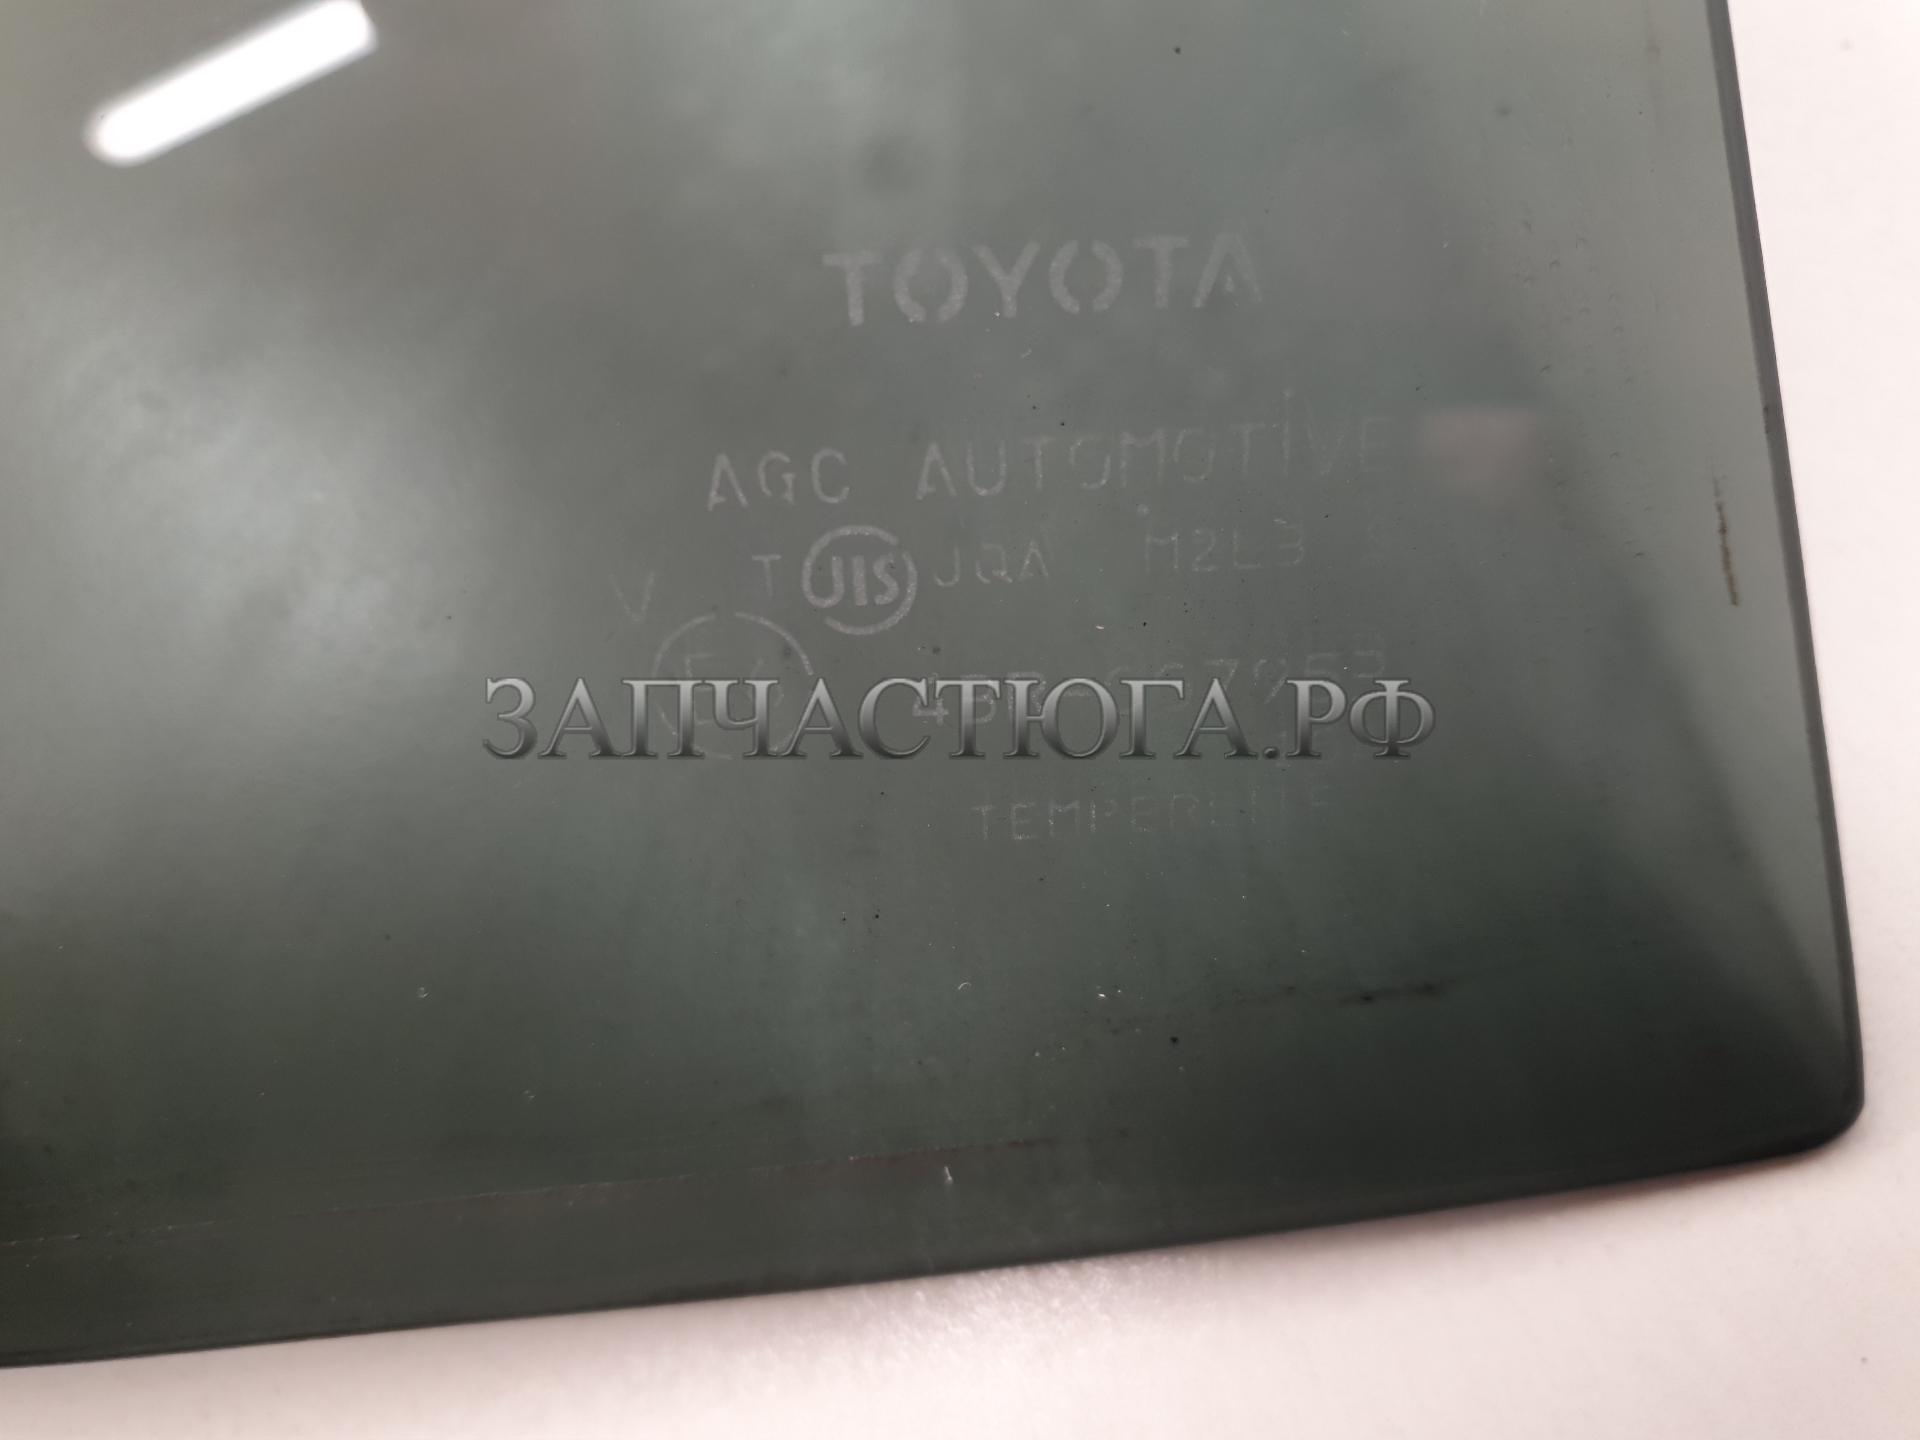 TOYOTA
AGC AUTOMOTIVE
V T JIS JQA M2L3
ЗАПЧАСТЮГА.РФ
TEMPERLITE